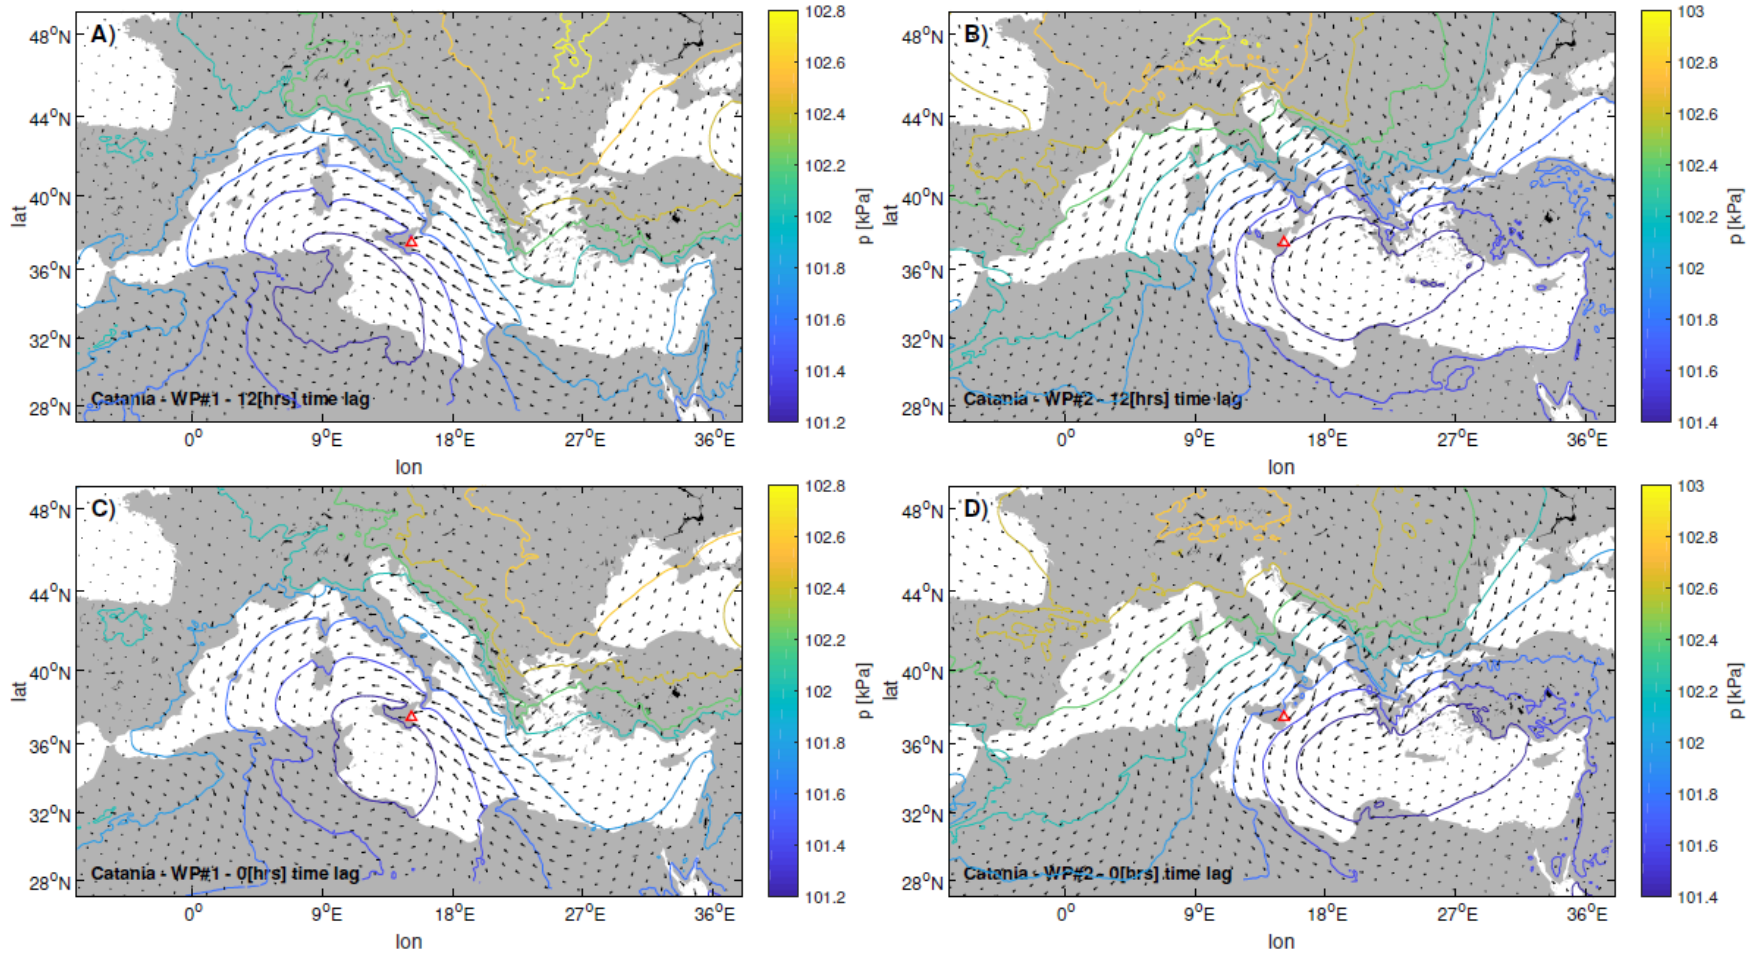 A)
48°N
44°N
40°N
36°N
32°N
28°N
lat
0°
9°E
18°E
27°E
36°E
lon
Catania - WP#1 - 12[hrs] time lag
102.8
102.6
102.4
102.2
102
101.8
101.6
101.4
101.2
p [kPa]
B)
48°N
44°N
40°N
36°N
32°N
28°N
lat
0°
9°E
18°E
27°E
36°E
lon
Catania - WP#2 - 12[hrs] time lag
103
102.8
102.6
102.4
102.2
102
101.8
101.6
101.4
p [kPa]
C)
48°N
44°N
40°N
36°N
32°N
28°N
lat
0°
9°E
18°E
27°E
36°E
lon
Catania - WP#1 - 0[hrs] time lag
102.8
102.6
102.4
102.2
102
101.8
101.6
101.4
101.2
p [kPa]
D)
48°N
44°N
40°N
36°N
32°N
28°N
lat
0°
9°E
18°E
27°E
36°E
lon
Catania - WP#2 - 0[hrs] time lag
103
102.8
102.6
102.4
102.2
102
101.8
101.6
101.4
p [kPa]